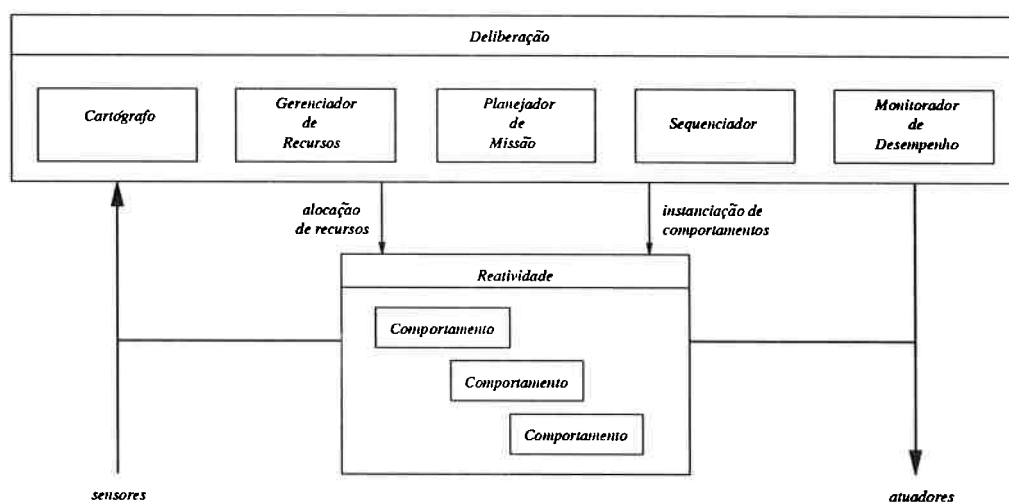 Deliberação
Cartógrafo
Gerenciador
de
Recursos
Planejador
de
Missão
Sequenciador
Monitorador
de
Desempenho
alocação
de recursos
instanciação de
comportamentos
Reatividade
Comportamento
Comportamento
Comportamento
sensores
atuadores